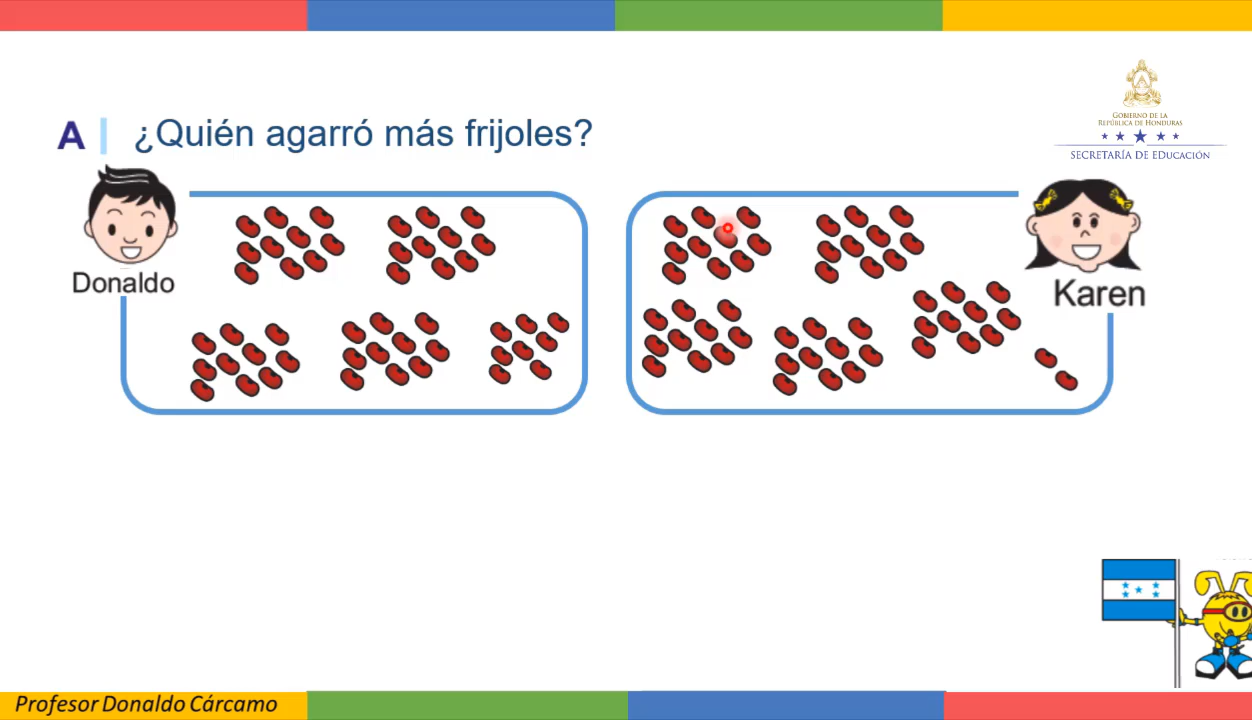 A | ¿Quién agarró más frijoles?
GOBIERNO DE LA
REPÚBLICA DE HONDURAS
SECRETARÍA DE EDUCACIÓN
Donaldo
Karen
Profesor Donaldo Cárcamo